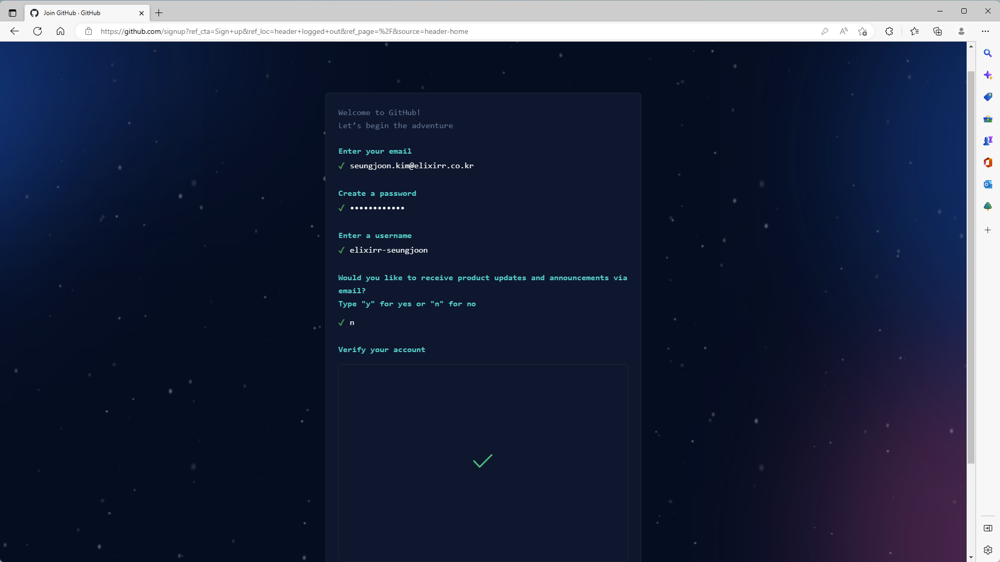 Join GitHub · GitHub
https://github.com/signup?ref_cta=Sign+up&ref_loc=header+logged+out&ref_page=%2F&source=header-home
Welcome to GitHub!
Let’s begin the adventure
Enter your email
✓ seungjoon.kim@elixirr.co.kr
Create a password
✓ ••••••••••••
Enter a username
✓ elixirr-seungjoon
Would you like to receive product updates and announcements via
email?
Type "y" for yes or "n" for no
✓ n
Verify your account